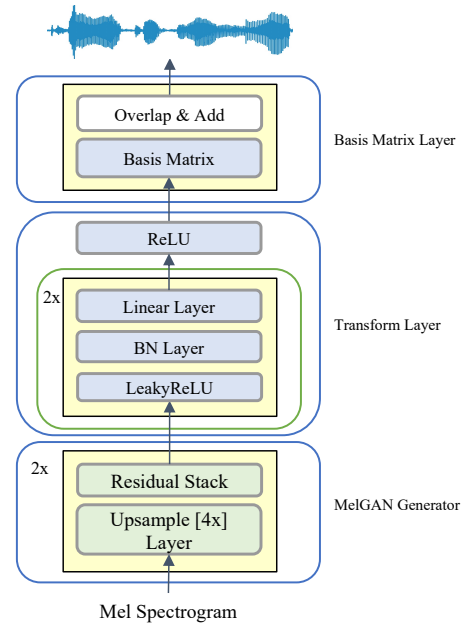 Overlap & Add
Basis Matrix
Basis Matrix Layer
ReLU
2x
Linear Layer
BN Layer
LeakyReLU
Transform Layer
2x
Residual Stack
Upsample [4x]
Layer
MelGAN Generator
Mel Spectrogram